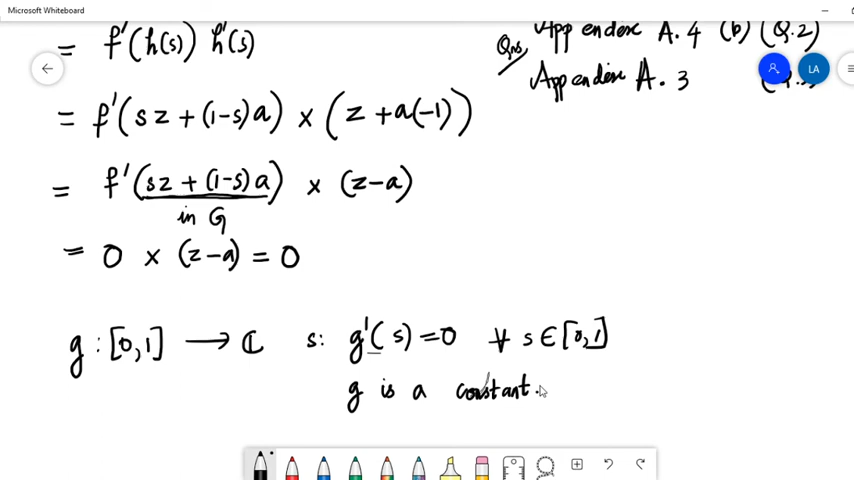 Microsoft Whiteboard
= f'(h(s)) h'(s)
Qns Appendix A.4 (b) (Q.2)
Appendix A.3
LA
= f'(sz + (1-s)a) × (z + a(-1))
= f'(sz + (1-s)a) × (z-a)
in G
= 0 × (z-a) = 0
g : [0,1] → ℂ s: g'(s) = 0 ∀ s ∈ [0,1]
g is a constant.